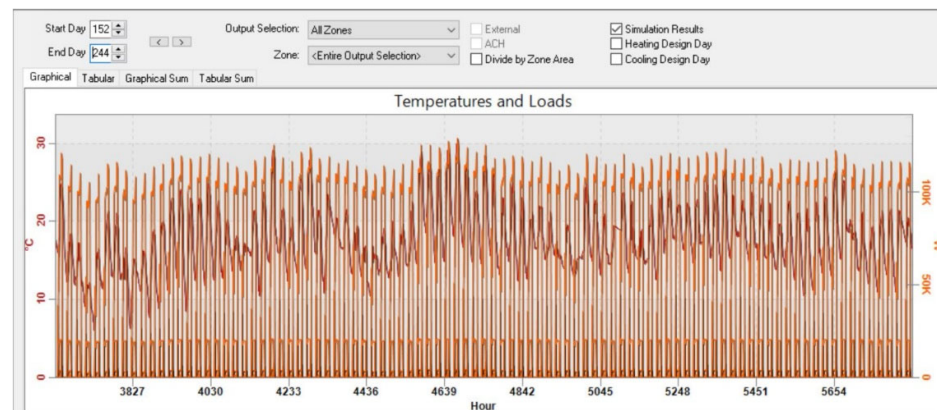 Start Day 152
End Day 244
< >
Output Selection: All Zones
Zone: <Entire Output Selection>
External
ACH
Divide by Zone Area
Simulation Results
Heating Design Day
Cooling Design Day
Graphical Tabular Graphical Sum Tabular Sum
Temperatures and Loads
30
20
10
0
°C
100K
50K
0
3827 4030 4233 4436 4639 4842 5045 5248 5451 5654
Hour